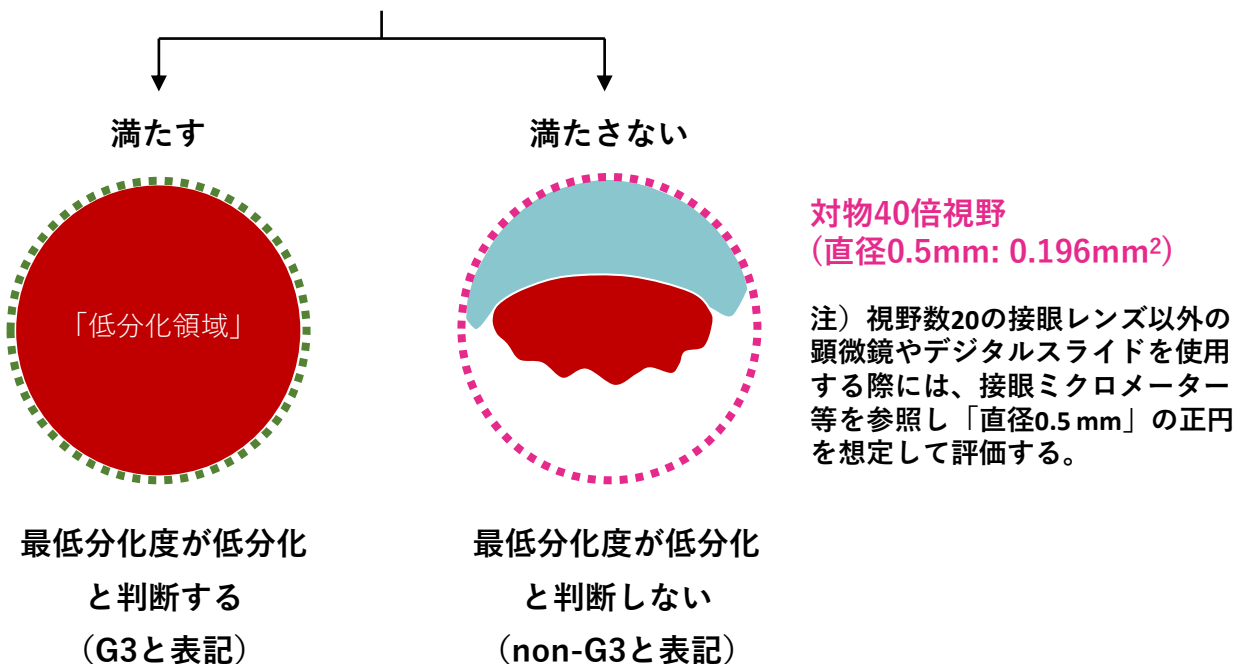 満たす
満たさない
「低分化領域」
対物40倍視野
(直径0.5mm: 0.196mm²)
注）視野数20の接眼レンズ以外の
顕微鏡やデジタルスライドを使用
する際には、接眼ミクロメーター
等を参照し「直径0.5 mm」の正円
を想定して評価する。
最低分化度が低分化
と判断する
（G3と表記）
最低分化度が低分化
と判断しない
（non-G3と表記）